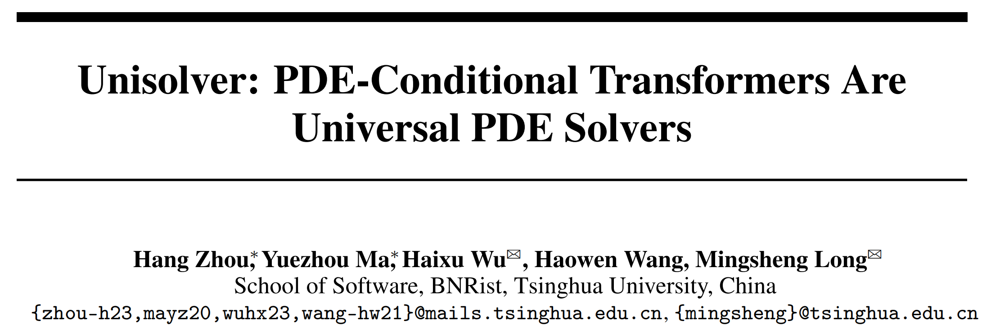 Unisolver: PDE-Conditional Transformers Are
Universal PDE Solvers
Hang Zhou*, Yuezhou Ma*, Haixu Wu✉, Haowen Wang, Mingsheng Long✉
School of Software, BNRist, Tsinghua University, China
{zhou-h23,mayz20,wuhx23,wang-hw21}@mails.tsinghua.edu.cn, {mingsheng}@tsinghua.edu.cn